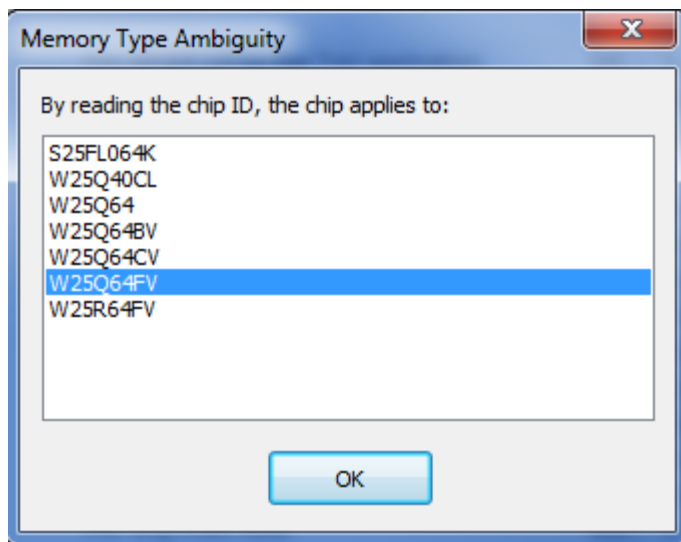 Memory Type Ambiguity
By reading the chip ID, the chip applies to:
S25FL064K
W25Q40CL
W25Q64
W25Q64BV
W25Q64CV
W25Q64FV
W25R64FV
OK